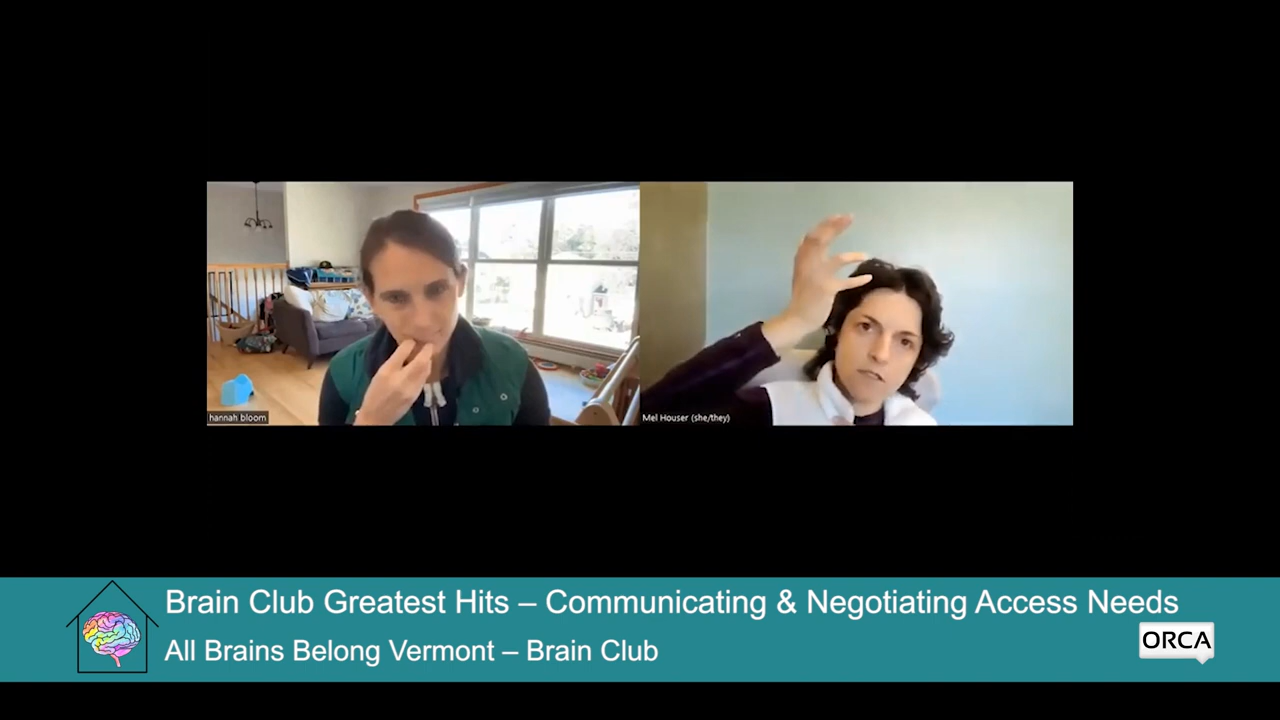 hannah bloom
Mel Houser (she/they)
Brain Club Greatest Hits – Communicating & Negotiating Access Needs
All Brains Belong Vermont – Brain Club
ORCA